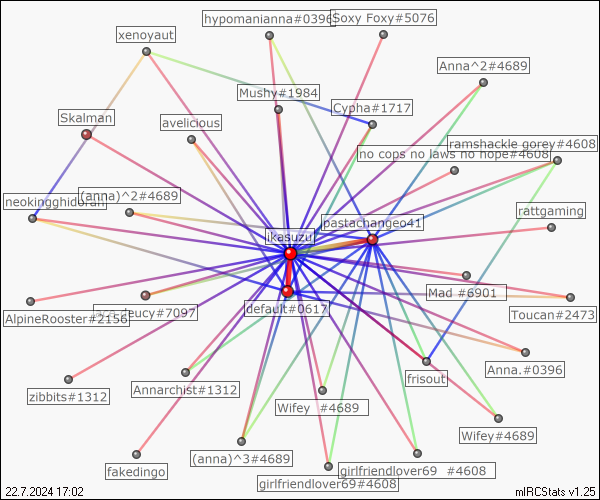 hypomanianna#0396
Soxy Foxy#5076
xenoyaut
Anna^2#4689
Mushy#1984
Cypha#1717
Skalman
avelicious
ramshackle gorey#4608
no cops no laws no hope#4608
(anna)^2#4689
neokingghidorah
rattgaming
pastachangeo41
ikasuzu
Mad #6901
default#0617
deucy#7097
AlpineRooster#2156
Toucan#2473
Anna.#0396
frisout
Annarchist#1312
zibbits#1312
Wifey #4689
Wifey#4689
(anna)^3#4689
fakedingo
girlfriendlover69 #4608
girlfriendlover69#4608
22.7.2024 17:02
mIRCStats v1.25